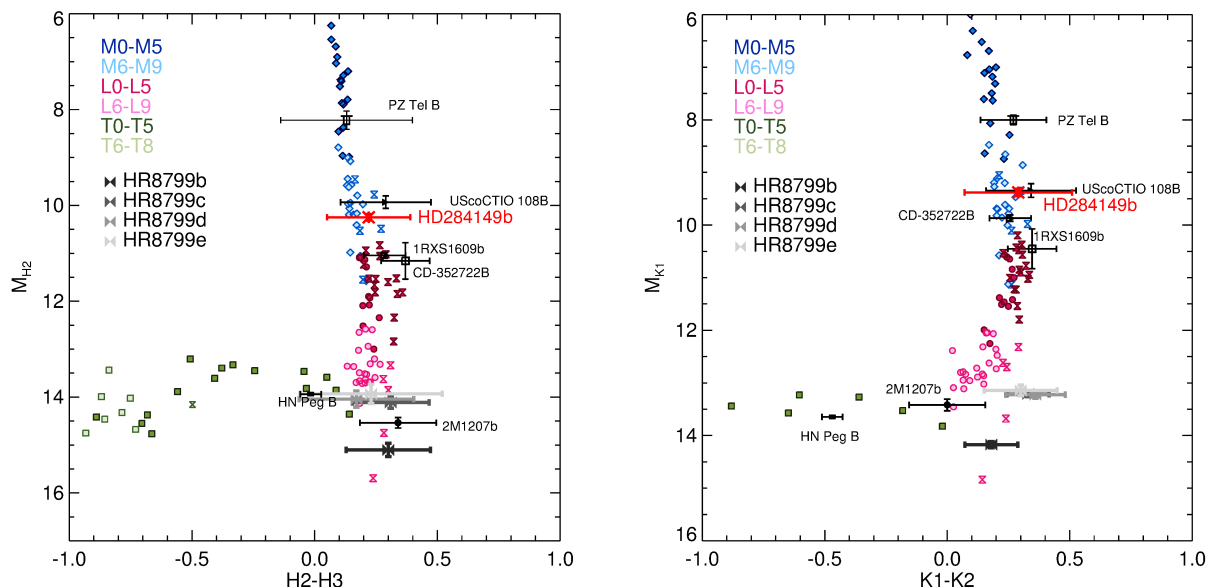 6
8
10
12
14
16
M_H2
M0-M5
M6-M9
L0-L5
L6-L9
T0-T5
T6-T8
HR8799b
HR8799c
HR8799d
HR8799e
PZ Tel B
UScoCTIO 108B
HD284149b
1RXS1609b
CD-352722B
HN Peg B
2M1207b
-1.0
-0.5
0.0
0.5
1.0
H2-H3
6
8
10
12
14
16
M_K1
M0-M5
M6-M9
L0-L5
L6-L9
T0-T5
T6-T8
HR8799b
HR8799c
HR8799d
HR8799e
PZ Tel B
UScoCTIO 108B
HD284149b
CD-352722B
1RXS1609b
2M1207b
HN Peg B
-1.0
-0.5
0.0
0.5
1.0
K1-K2